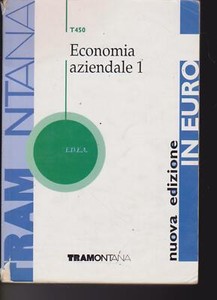 T450
Economia
aziendale 1
I.D.E.A.
TRAMONTANA
TRAMONTANA
nuova edizione
IN EURO